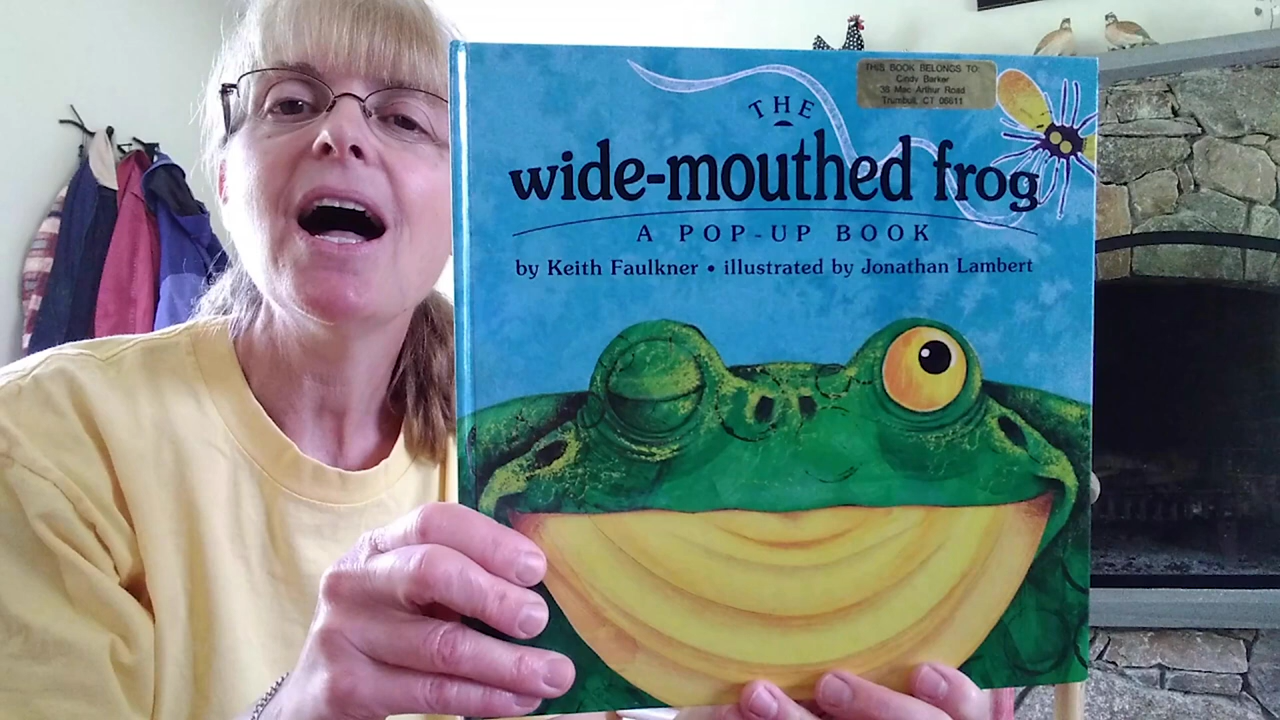 THIS BOOK BELONGS TO:
Cindy Barker
38 Mac Arthur Road
Trumbull, CT 06611
THE
wide-mouthed frog
A POP-UP BOOK
by Keith Faulkner • illustrated by Jonathan Lambert